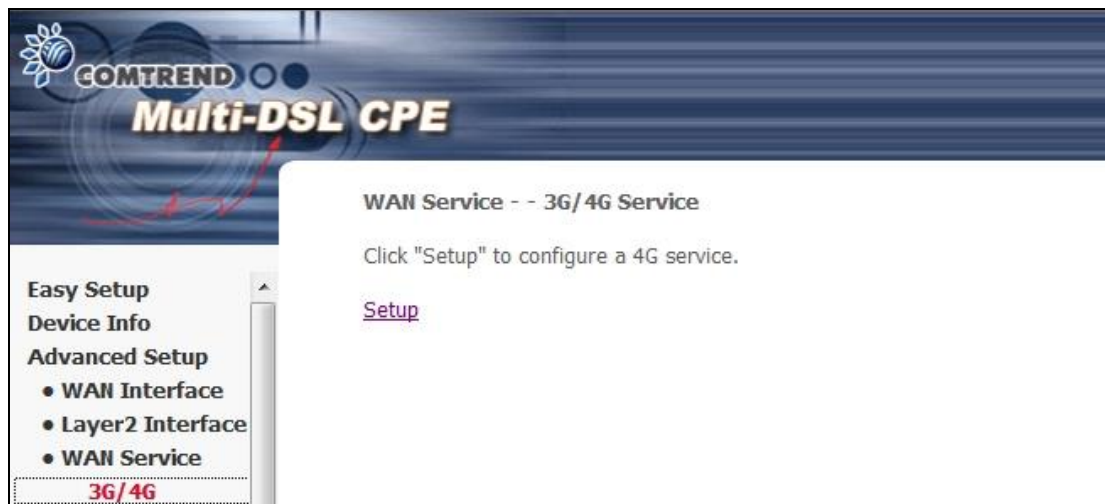 COMTREND
Multi-DSL CPE
WAN Service - - 3G/4G Service
Click "Setup" to configure a 4G service.
Setup
Easy Setup
Device Info
Advanced Setup
• WAN Interface
• Layer2 Interface
• WAN Service
3G/4G